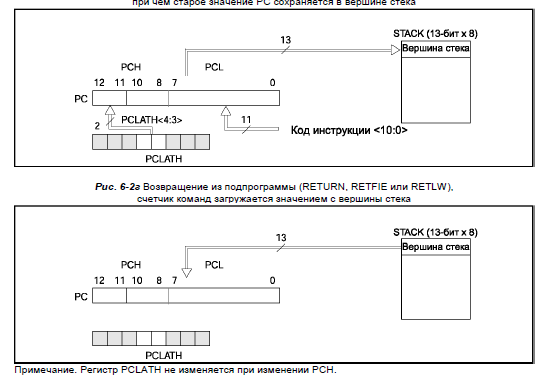 при чем старое значение PC сохраняется в вершине стека
13
STACK (13-бит x 8)
Вершина стека
PCH
PCL
12 11 10 8 7 0
PC
2
PCLATH<4:3>
11
Код инструкции <10:0>
PCLATH
Рис. 6-2г Возвращение из подпрограммы (RETURN, RETFIE или RETLW),
счетчик команд загружается значением с вершины стека
STACK (13-бит x 8)
13
Вершина стека
PCH
PCL
12 11 10 8 7 0
PC
PCLATH
Примечание. Регистр PCLATH не изменяется при изменении PCH.